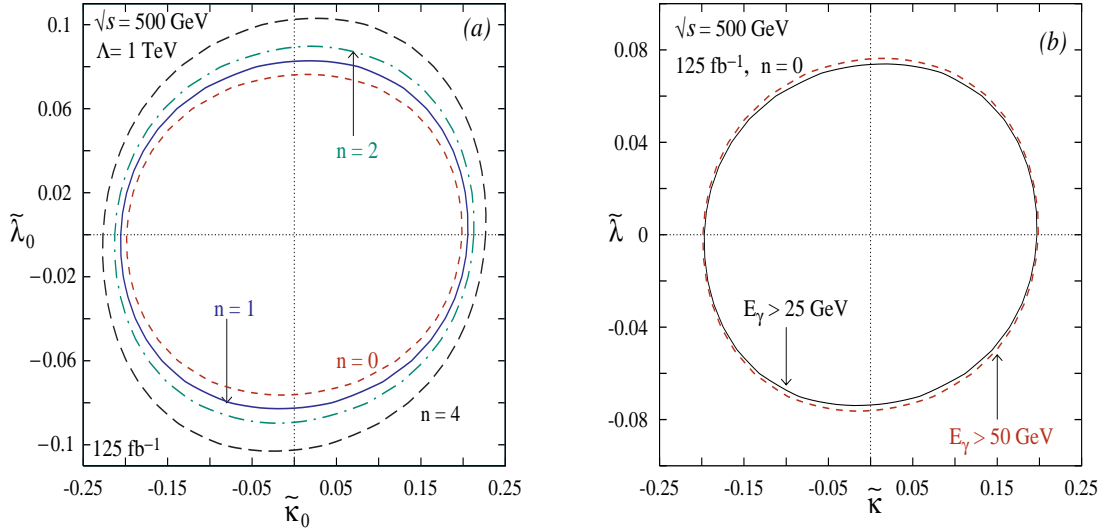 √s = 500 GeV
Λ= 1 TeV
(a)
0.1
0.06
0.02
λ̃₀
−0.02
−0.06
−0.1
n = 2
n = 1
n = 0
n = 4
125 fb⁻¹
-0.25 -0.15 -0.05 0.05 0.15 0.25
κ̃₀
√s = 500 GeV
(b)
125 fb⁻¹, n = 0
0.08
0.04
λ̃
0
-0.04
-0.08
Eγ > 25 GeV
Eγ > 50 GeV
-0.25 -0.15 -0.05 0.05 0.15 0.25
κ̃